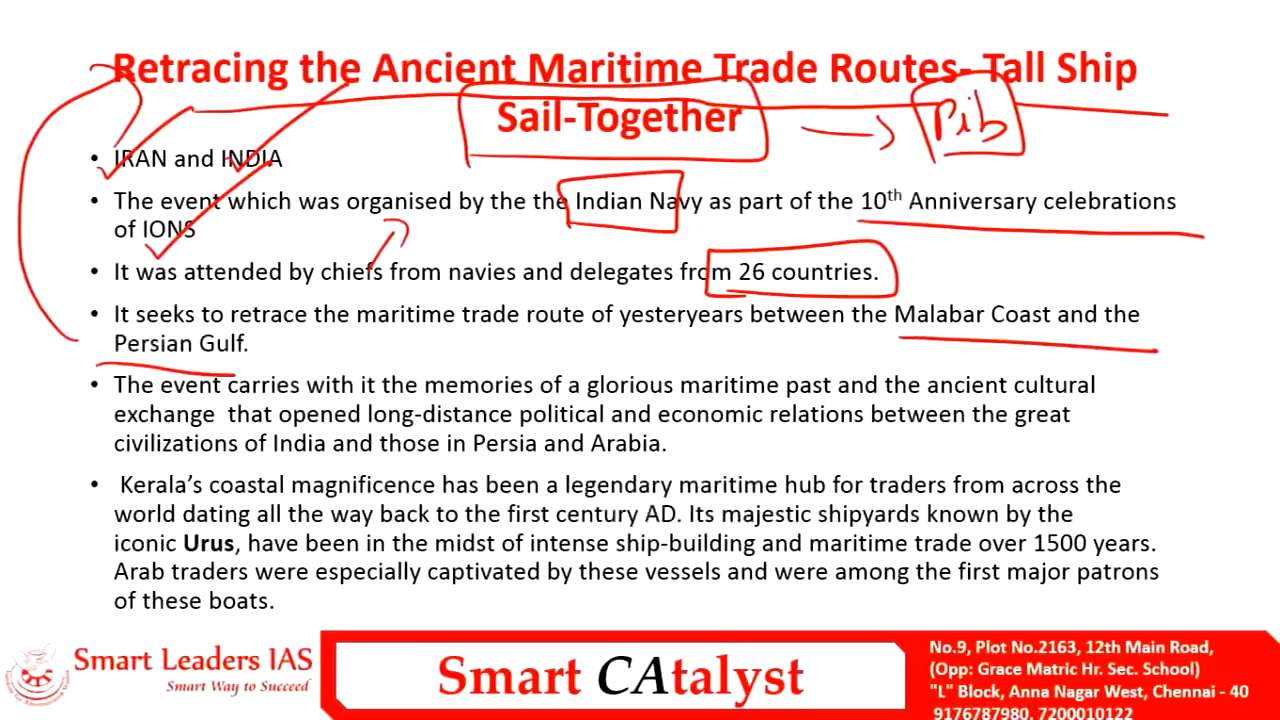 Retracing the Ancient Maritime Trade Routes- Tall Ship
Sail-Together
Pib
• IRAN and INDIA
• The event which was organised by the the Indian Navy as part of the 10th Anniversary celebrations
of IONS
• It was attended by chiefs from navies and delegates from 26 countries.
• It seeks to retrace the maritime trade route of yesteryears between the Malabar Coast and the
Persian Gulf.
• The event carries with it the memories of a glorious maritime past and the ancient cultural
exchange that opened long-distance political and economic relations between the great
civilizations of India and those in Persia and Arabia.
• Kerala's coastal magnificence has been a legendary maritime hub for traders from across the
world dating all the way back to the first century AD. Its majestic shipyards known by the
iconic Urus, have been in the midst of intense ship-building and maritime trade over 1500 years.
Arab traders were especially captivated by these vessels and were among the first major patrons
of these boats.
Smart Leaders IAS
Smart Way to Succeed
Smart CAtalyst
No.9, Plot No.2163, 12th Main Road,
(Opp: Grace Matric Hr. Sec. School)
"L" Block, Anna Nagar West, Chennai - 40
9176787980, 7200010122